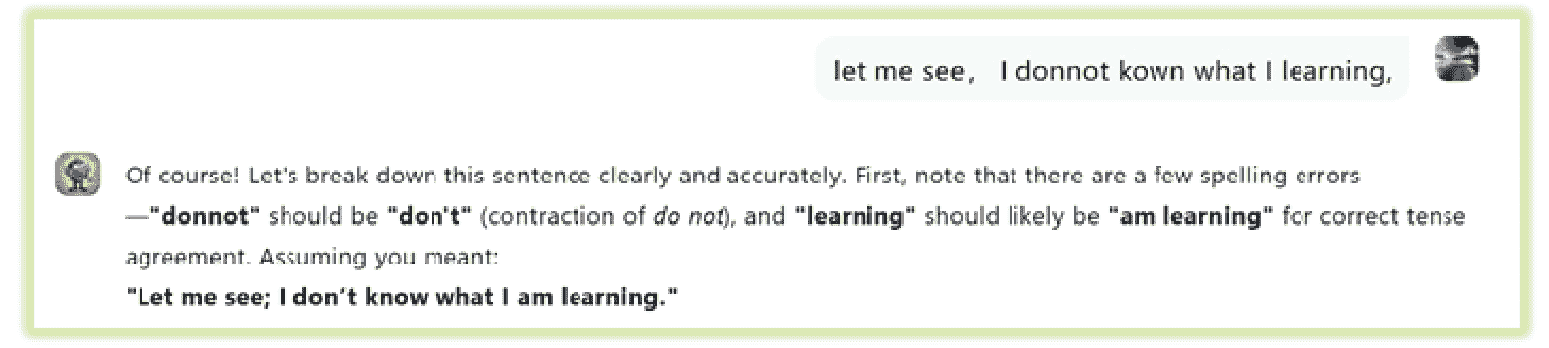 let me see, I donnot kown what I learning,
Of course! Let's break down this sentence clearly and accurately. First, note that there are a few spelling errors
—"donnot" should be "don't" (contraction of do not), and "learning" should likely be "am learning" for correct tense
agreement. Assuming you meant:
"Let me see; I don't know what I am learning."